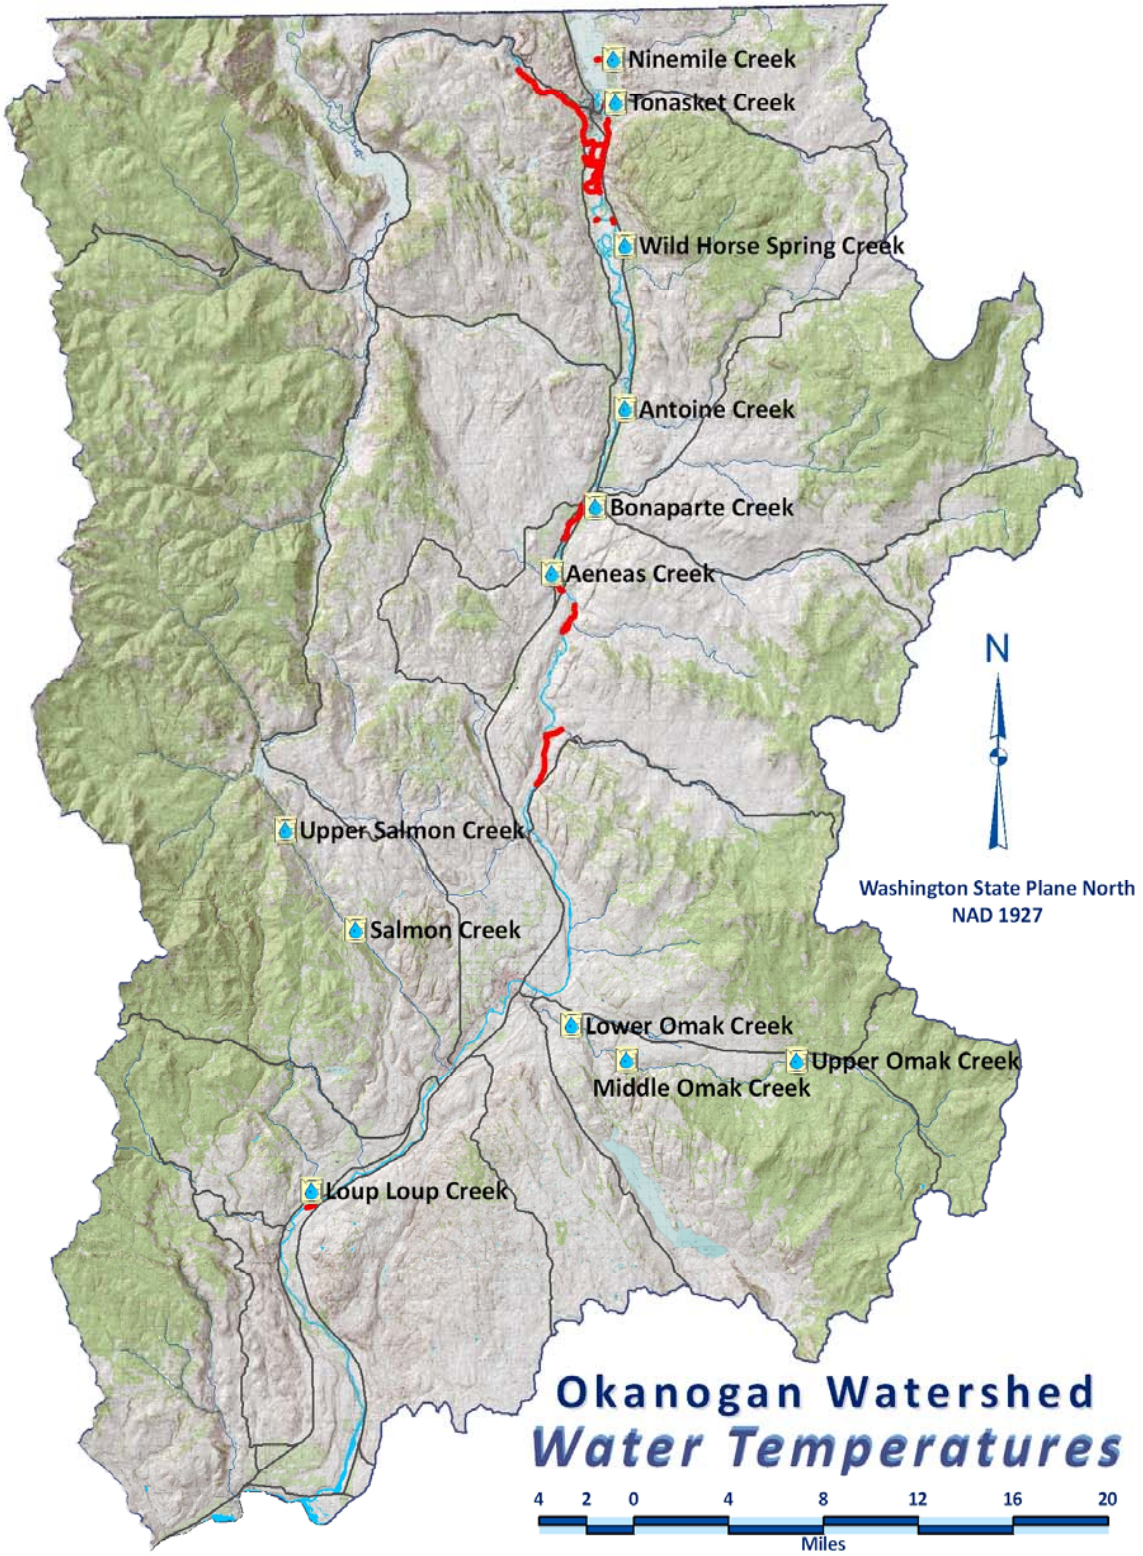 Ninemile Creek
Tonasket Creek
Wild Horse Spring Creek
Antoine Creek
Bonaparte Creek
Aeneas Creek
N
Upper Salmon Creek
Washington State Plane North
NAD 1927
Salmon Creek
Lower Omak Creek
Upper Omak Creek
Middle Omak Creek
Loup Loup Creek
Okanogan Watershed
Water Temperatures
4 2 0 4 8 12 16 20
Miles